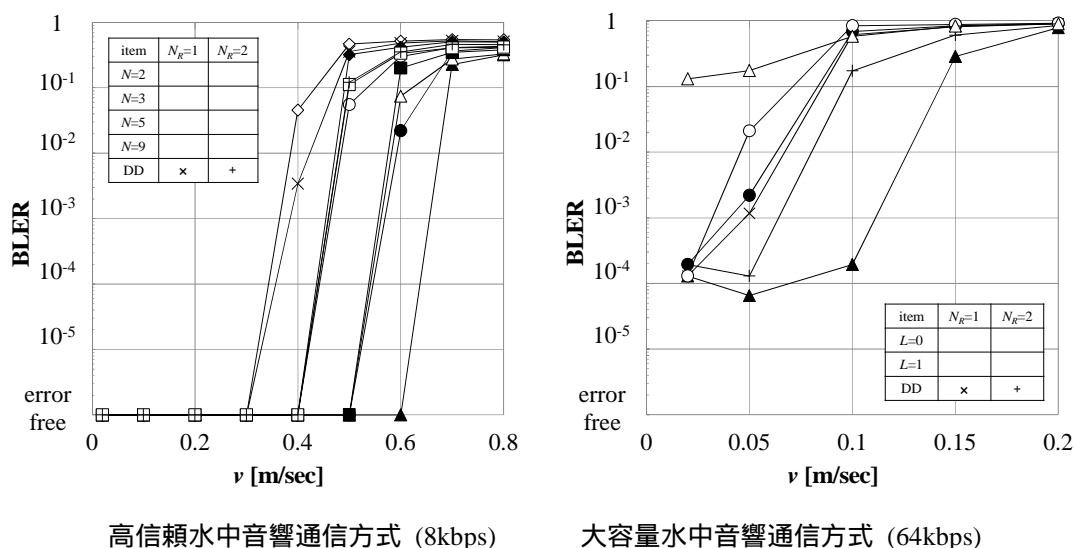 1
10-1
10-2
10-3
10-4
10-5
error
free
BLER
item NR=1 NR=2
N=2
N=3
N=5
N=9
DD × +
0 0.2 0.4 0.6 0.8
v [m/sec]
高信頼水中音響通信方式 (8kbps)
1
10-1
10-2
10-3
10-4
10-5
error
free
BLER
item NR=1 NR=2
L=0
L=1
DD × +
0 0.05 0.1 0.15 0.2
v [m/sec]
大容量水中音響通信方式 (64kbps)